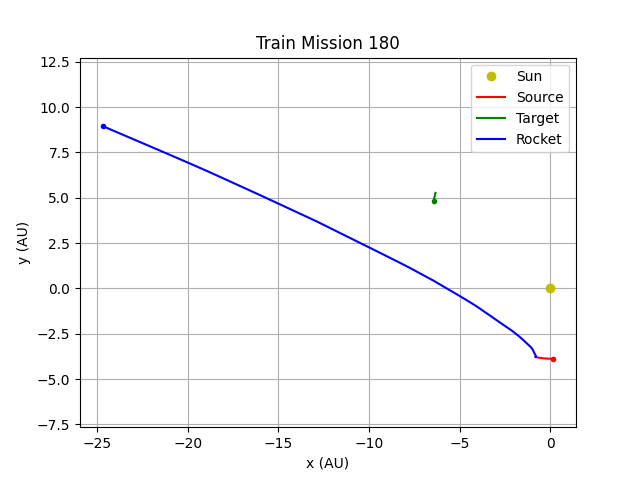 Train Mission 180
12.5
10.0
7.5
5.0
2.5
0.0
−2.5
−5.0
−7.5
y (AU)
Sun
Source
Target
Rocket
−25
−20
−15
−10
−5
0
x (AU)